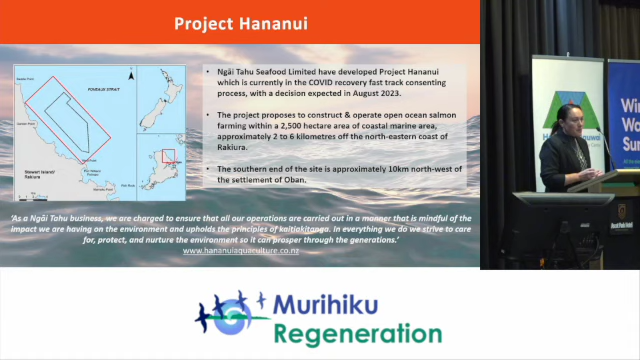 Project Hananui
• Ngāi Tahu Seafood Limited have developed Project Hananui
which is currently in the COVID recovery fast track consenting
process, with a decision expected in August 2023.
• The project proposes to construct & operate open ocean salmon
farming within a 2,500 hectare area of coastal marine area,
approximately 2 to 6 kilometres off the north-eastern coast of
Rakiura.
• The southern end of the site is approximately 10km north-west of
the settlement of Oban.
FOVEAUX STRAIT
Stewart Island/
Rakiura
'As a Ngāi Tahu business, we are charged to ensure that all our operations are carried out in a manner that is mindful of the
impact we are having on the environment and upholds the principles of kaitiakitanga. In everything we do we strive to care
for, protect, and nurture the environment so it can prosper through the generations.'
www.hananuiaquaculture.co.nz
Murihiku
Regeneration